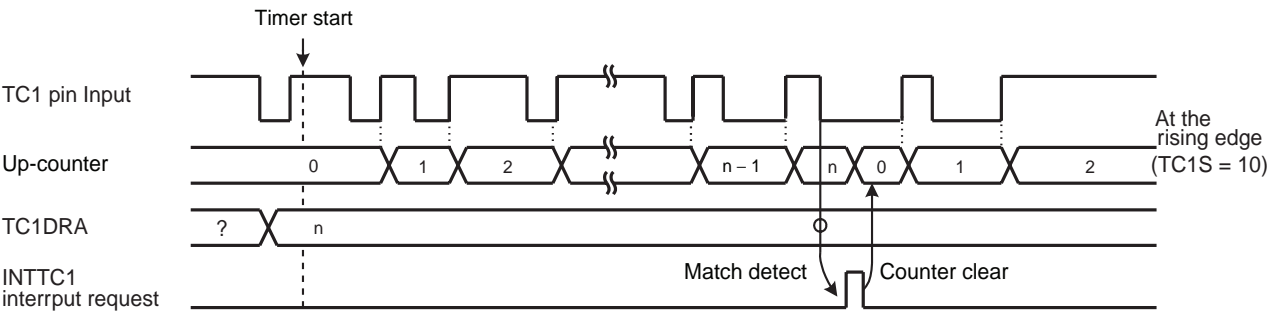 Timer start
TC1 pin Input
At the
rising edge
(TC1S = 10)
Up-counter
0 1 2 n – 1 n 0 1 2
TC1DRA
? n
Match detect Counter clear
INTTC1
interrput request